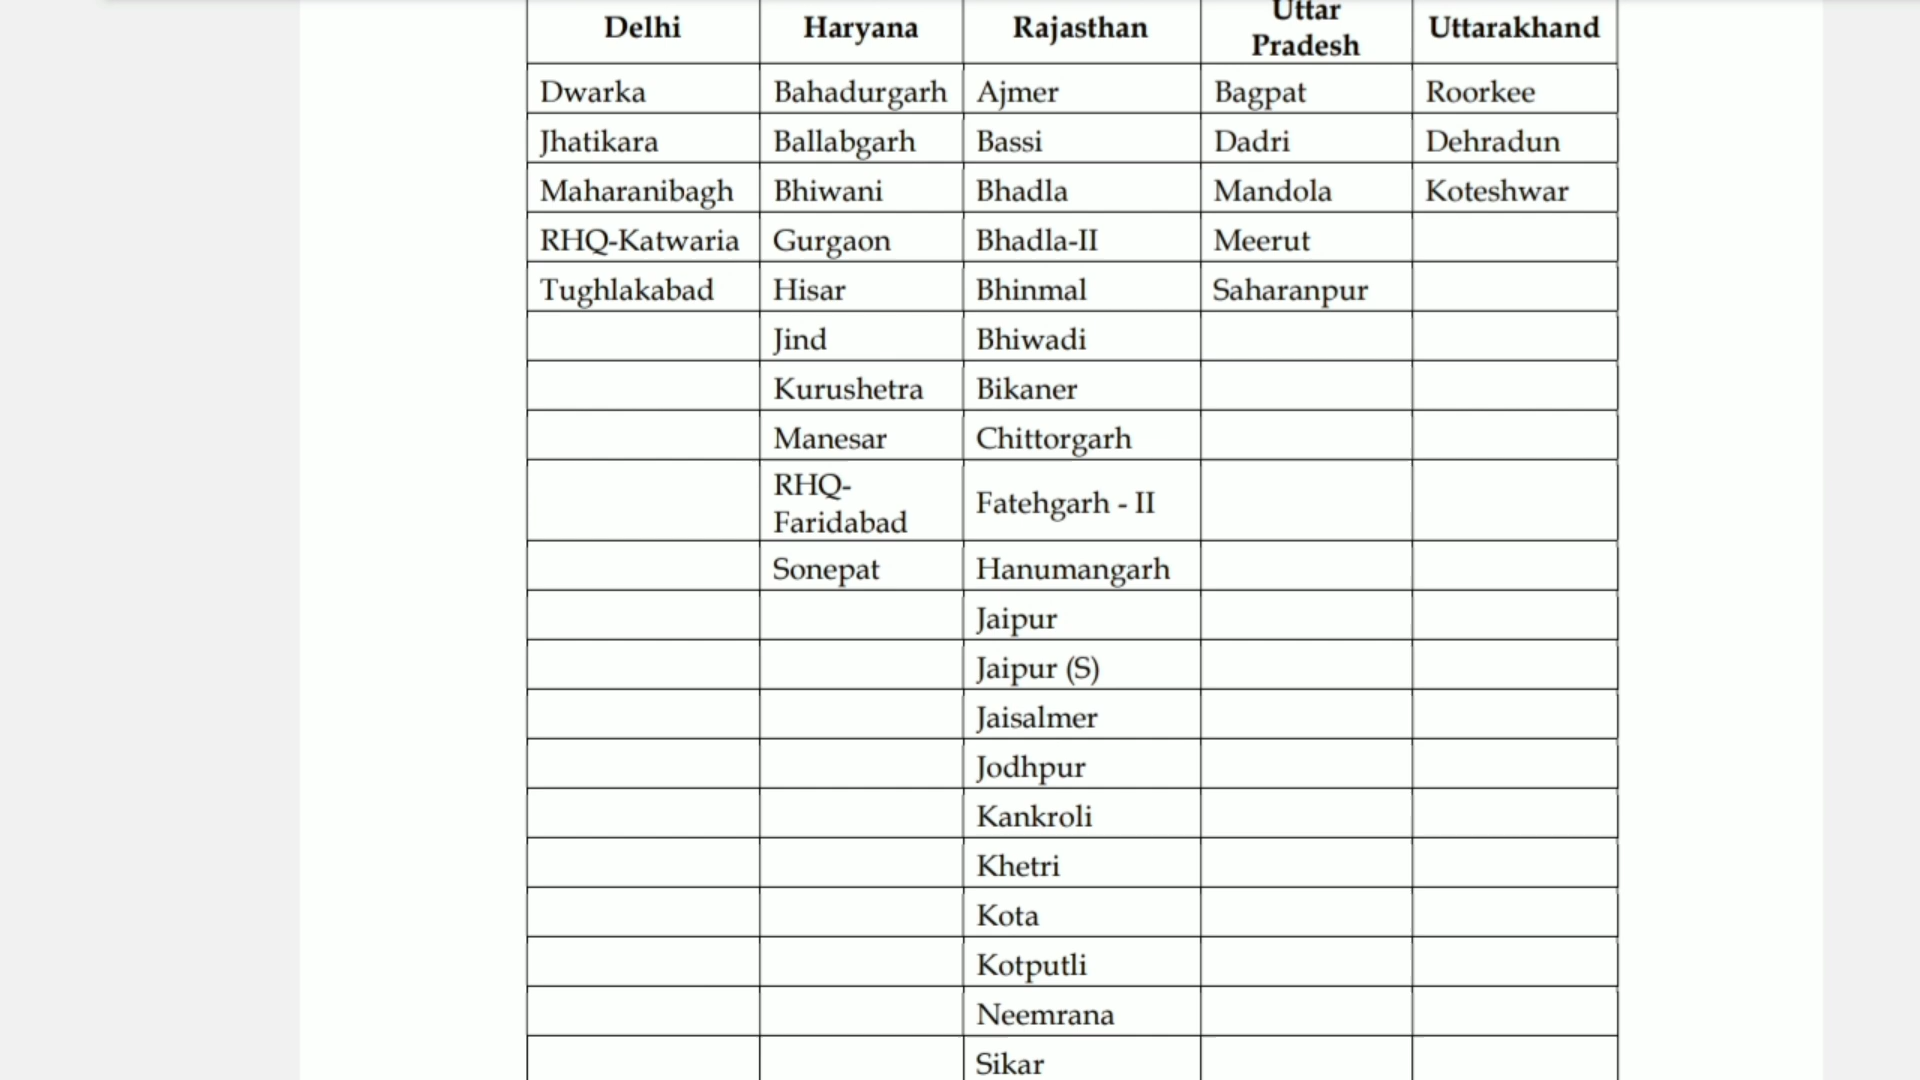 Delhi Haryana Rajasthan Uttar Pradesh Uttarakhand
Dwarka Bahadurgarh Ajmer Bagpat Roorkee
Jhatikara Ballabgarh Bassi Dadri Dehradun
Maharanibagh Bhiwani Bhadla Mandola Koteshwar
RHQ-Katwaria Gurgaon Bhadla-II Meerut
Tughlakabad Hisar Bhinmal Saharanpur
Jind Bhiwadi
Kurushetra Bikaner
Manesar Chittorgarh
RHQ-Faridabad Fatehgarh - II
Sonepat Hanumangarh
Jaipur
Jaipur (S)
Jaisalmer
Jodhpur
Kankroli
Khetri
Kota
Kotputli
Neemrana
Sikar